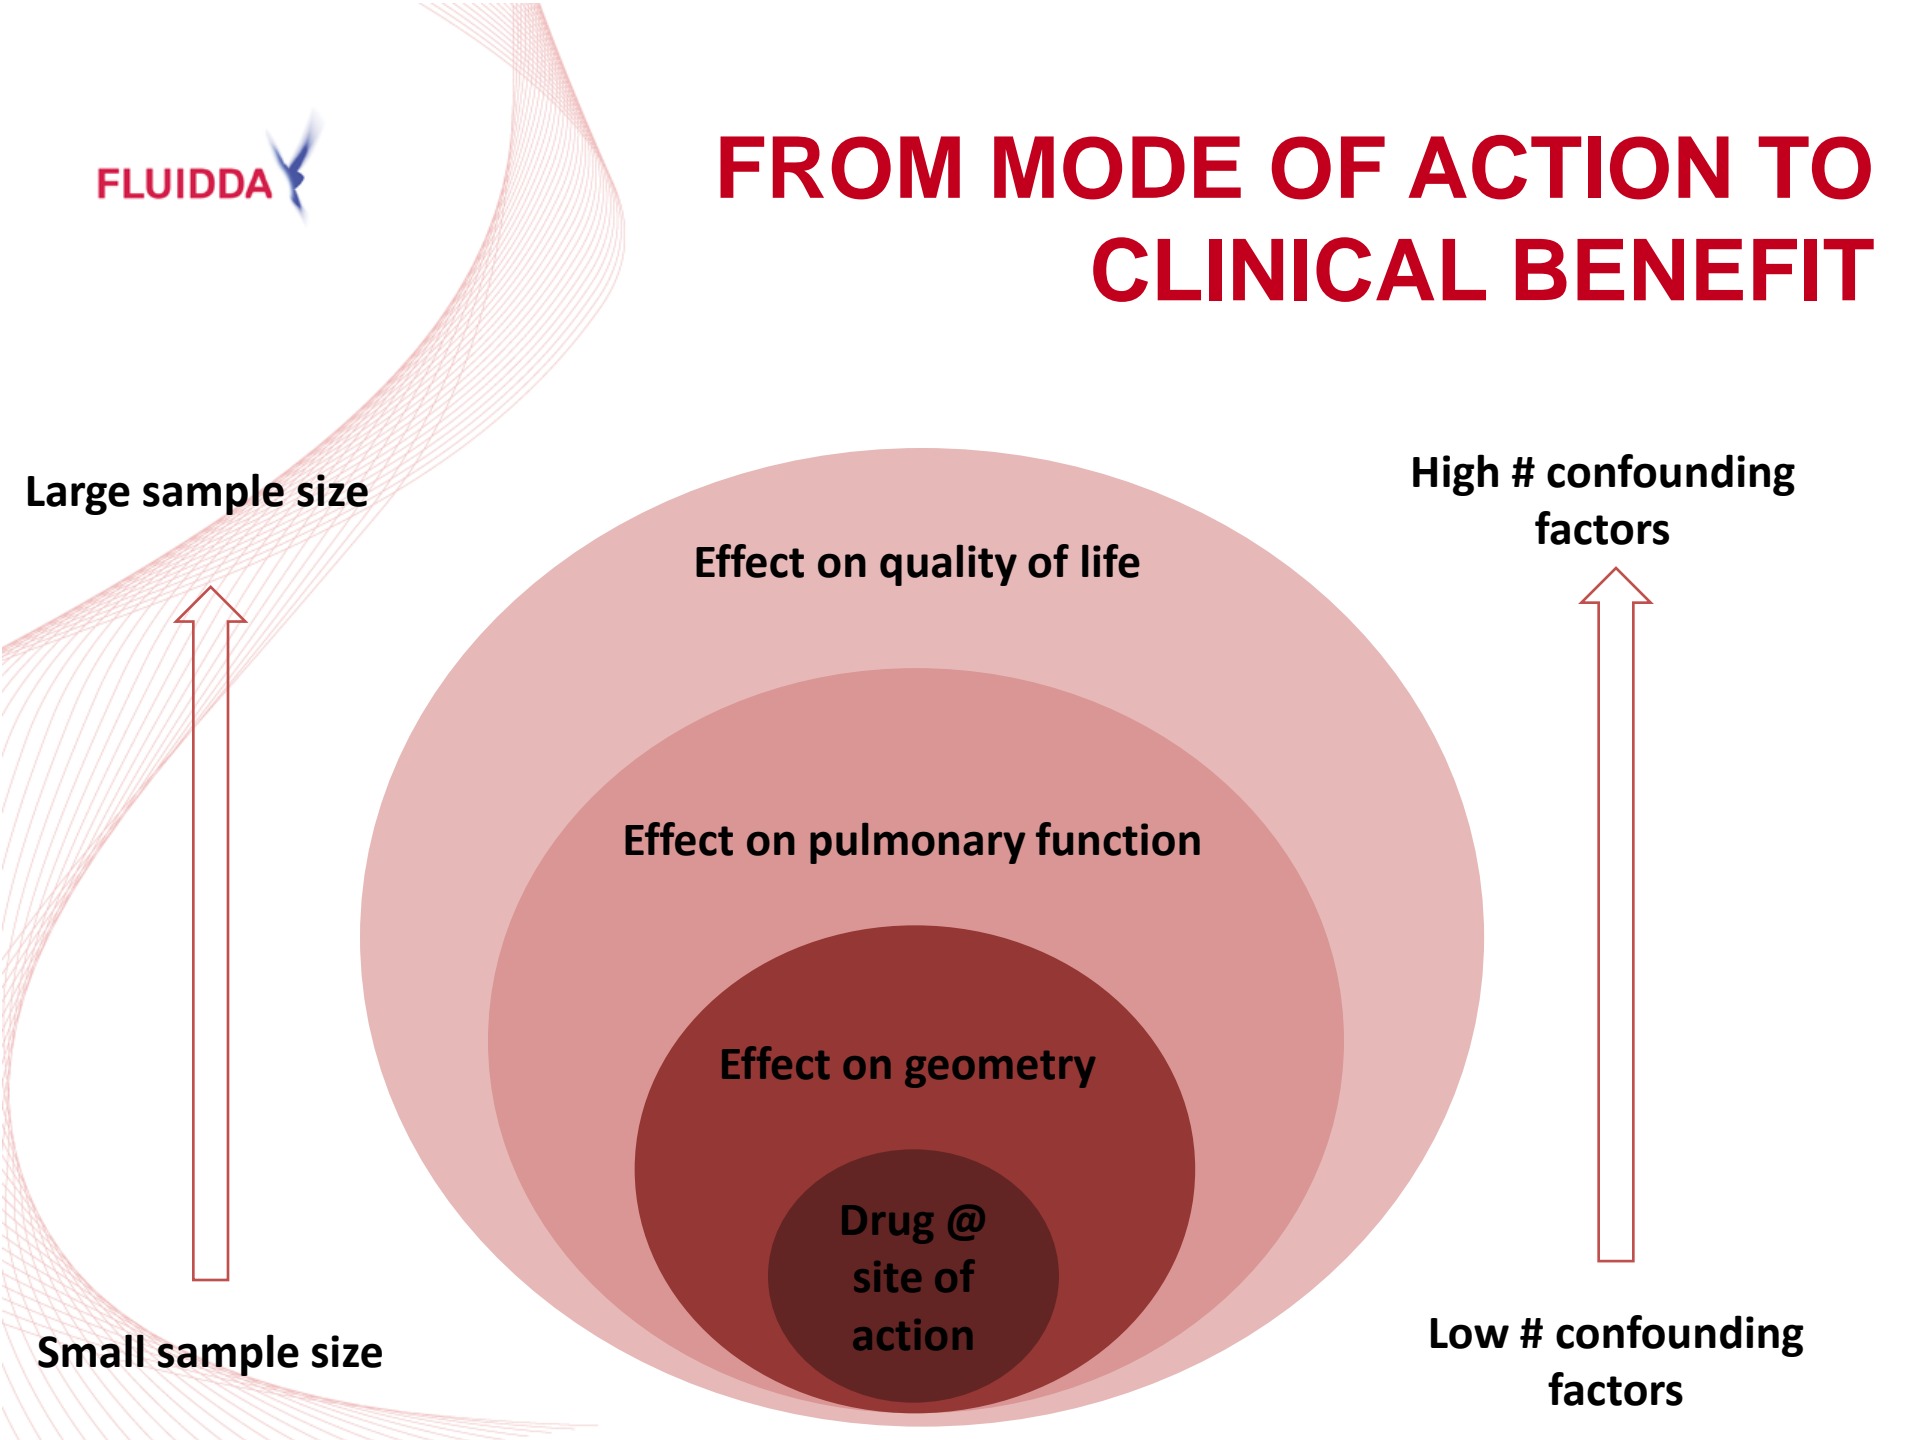 FLUIDDA
FROM MODE OF ACTION TO
CLINICAL BENEFIT
Large sample size
High # confounding
factors
Effect on quality of life
Effect on pulmonary function
Effect on geometry
Drug @
site of
action
Small sample size
Low # confounding
factors